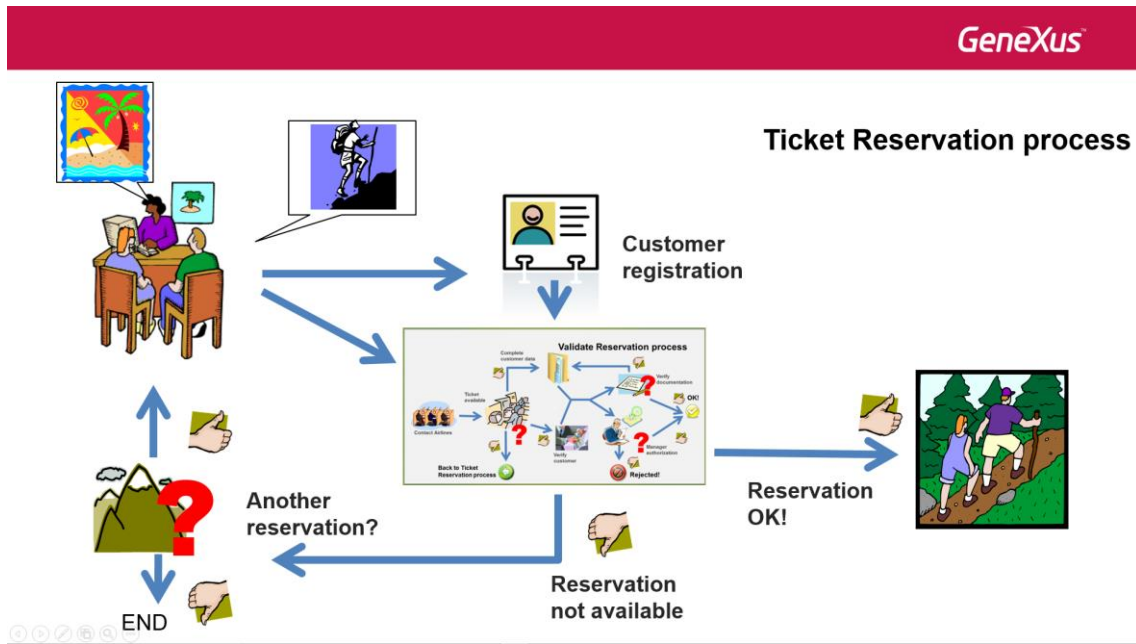 GeneXus™
Ticket Reservation process
Customer
registration
Validate Reservation process
Complete
customer data
Verify
documentation
Ticket
available
OK!
Contact Airlines
?
?
?
Verify
customer
Manager
authorization
Back to Ticket
Reservation process
Rejected!
Reservation
OK!
Another
reservation?
?
Reservation
not available
END